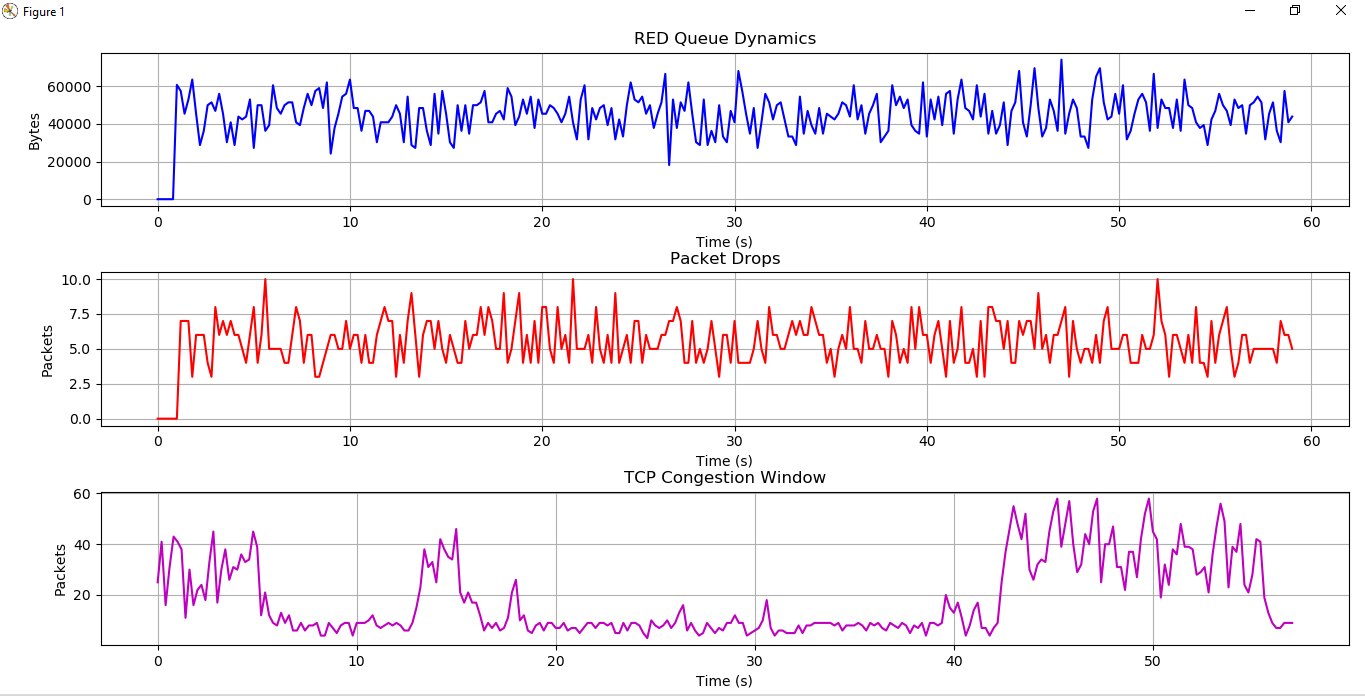 Figure 1
RED Queue Dynamics
Bytes
60000
40000
20000
0
0 10 20 30 40 50 60
Time (s)
Packet Drops
Packets
10.0
7.5
5.0
2.5
0.0
0 10 20 30 40 50 60
Time (s)
TCP Congestion Window
Packets
60
40
20
0 10 20 30 40 50
Time (s)